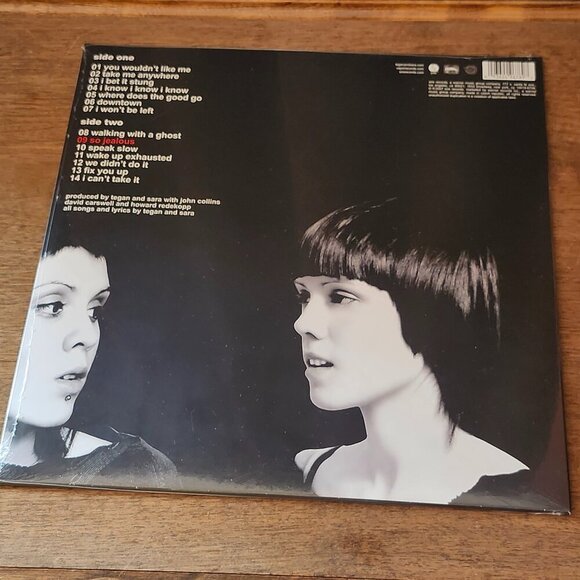 side one
01 you wouldn't like me
02 take me anywhere
03 i bet it stung
04 i know i know i know
05 where does the good go
06 downtown
07 i won't be left
side two
08 walking with a ghost
09 so jealous
10 speak slow
11 wake up exhausted
12 we didn't do it
13 fix you up
14 i can't take it
produced by tegan and sara with john collins
david carswell and howard redekopp
all songs and lyrics by tegan and sara